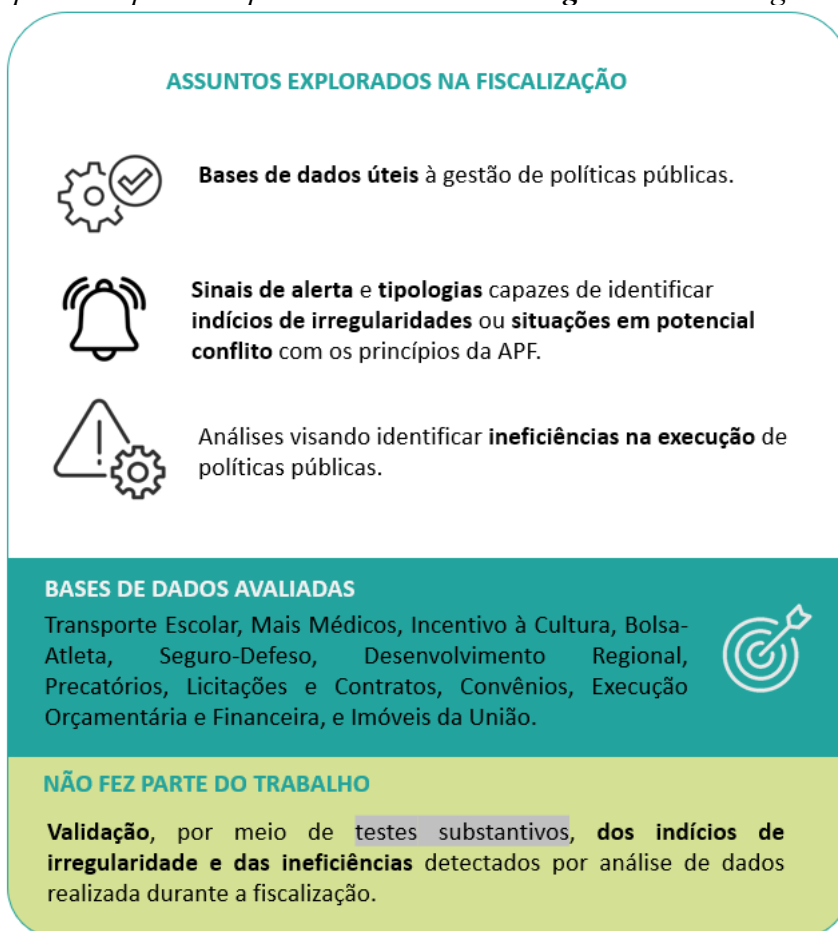 ASSUNTOS EXPLORADOS NA FISCALIZAÇÃO
Bases de dados úteis à gestão de políticas públicas.
Sinais de alerta e tipologias capazes de identificar
indícios de irregularidades ou situações em potencial
conflito com os princípios da APF.
Análises visando identificar ineficiências na execução de
políticas públicas.
BASES DE DADOS AVALIADAS
Transporte Escolar, Mais Médicos, Incentivo à Cultura, Bolsa-
Atleta, Seguro-Defeso, Desenvolvimento Regional,
Precatórios, Licitações e Contratos, Convênios, Execução
Orçamentária e Financeira, e Imóveis da União.
NÃO FEZ PARTE DO TRABALHO
Validação, por meio de testes substantivos, dos indícios de
irregularidade e das ineficiências detectados por análise de dados
realizada durante a fiscalização.